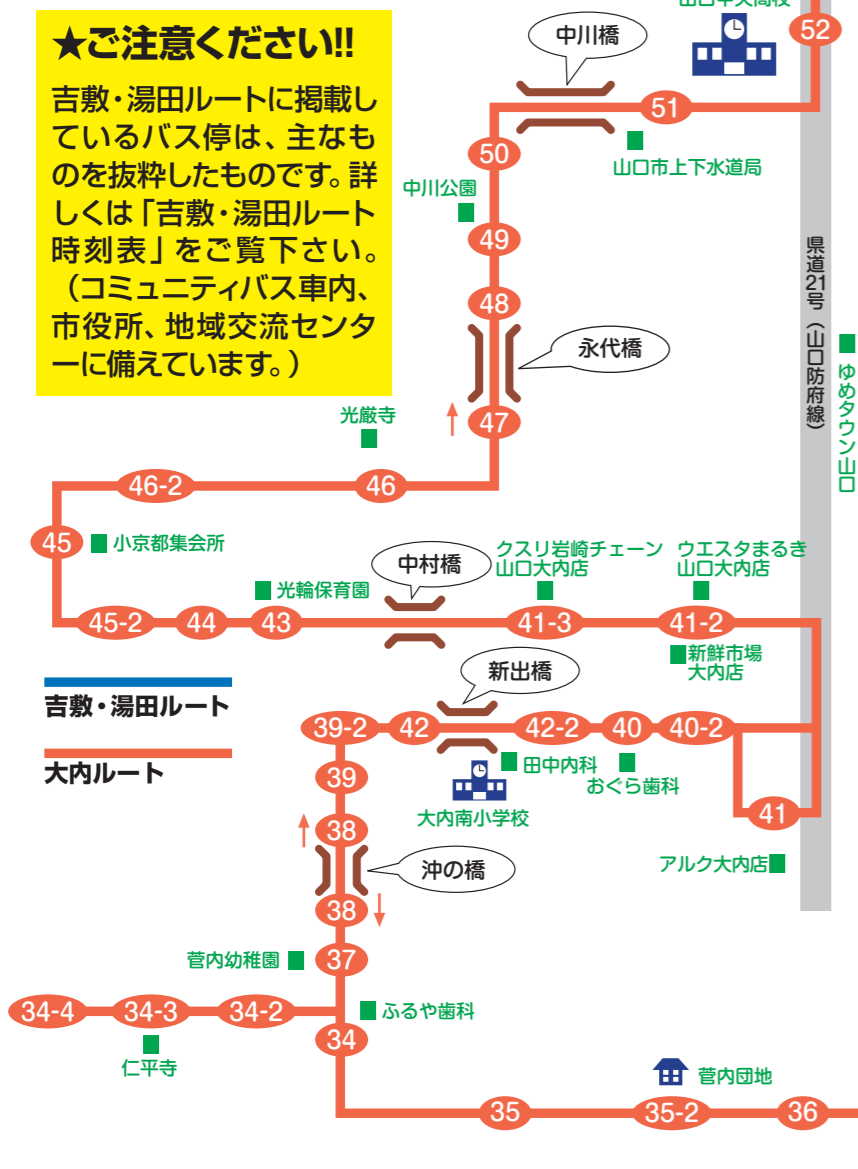 山口中央高校
52
★ご注意ください!!
吉敷・湯田ルートに掲載し
ているバス停は、主なも
のを抜粋したものです。詳
しくは「吉敷・湯田ルート
時刻表」をご覧下さい。
（コミュニティバス車内、
市役所、地域交流センタ
ーに備えています。）
中川橋
51
山口市上下水道局
50
中川公園
49
48
永代橋
県道21号（山口防府線）
ゆめタウン山口
47
光厳寺
46-2
46
45
小京都集会所
中村橋
クスリ岩崎チェーン
山口大内店
ウエスタまるき
山口大内店
光輪保育園
45-2
44
43
41-3
41-2
新鮮市場
大内店
新出橋
吉敷・湯田ルート
大内ルート
39-2
42
42-2
40
40-2
田中内科
おぐら歯科
39
大内南小学校
41
38
沖の橋
アルク大内店
38
菅内幼稚園
37
34-4
34-3
34-2
ふるや歯科
仁平寺
34
菅内団地
35
35-2
36